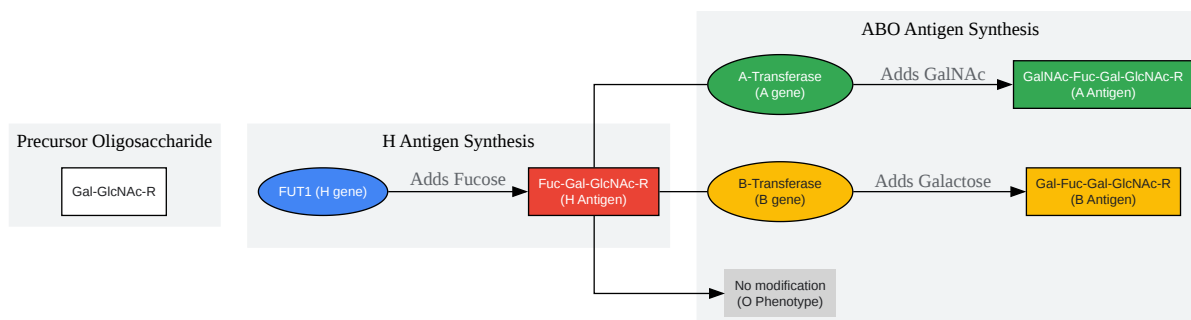 Precursor Oligosaccharide
Gal-GlcNAc-R
H Antigen Synthesis
FUT1 (H gene)
Adds Fucose
Fuc-Gal-GlcNAc-R
(H Antigen)
ABO Antigen Synthesis
A-Transferase
(A gene)
Adds GalNAc
GalNAc-Fuc-Gal-GlcNAc-R
(A Antigen)
B-Transferase
(B gene)
Adds Galactose
Gal-Fuc-Gal-GlcNAc-R
(B Antigen)
No modification
(O Phenotype)